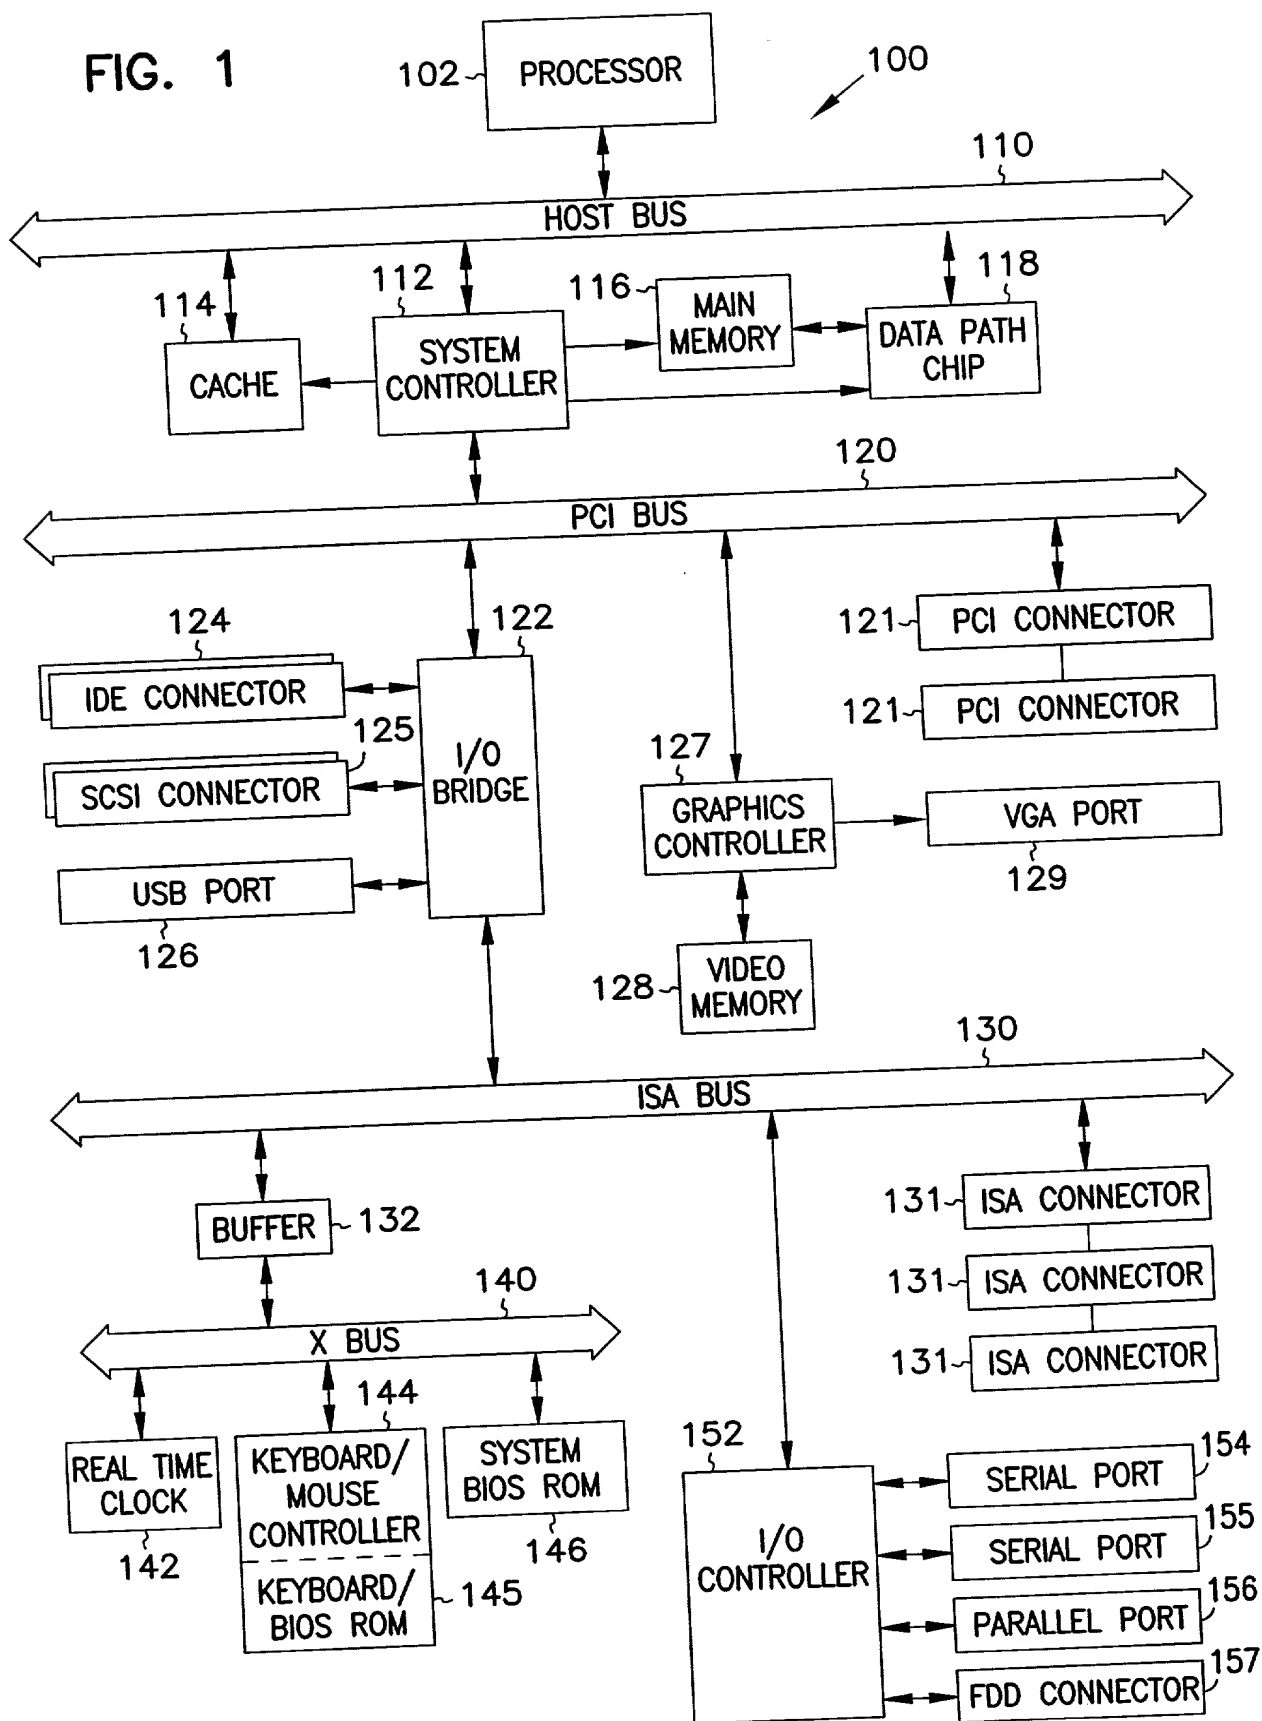 FIG. 1
102
PROCESSOR
100
110
HOST BUS
114
112
116
118
CACHE
SYSTEM
CONTROLLER
MAIN
MEMORY
DATA PATH
CHIP
120
PCI BUS
124
122
121
PCI CONNECTOR
IDE CONNECTOR
125
121
PCI CONNECTOR
SCSI CONNECTOR
I/O
BRIDGE
127
GRAPHICS
CONTROLLER
VGA PORT
129
USB PORT
126
128
VIDEO
MEMORY
130
ISA BUS
BUFFER
132
131
ISA CONNECTOR
131
ISA CONNECTOR
131
ISA CONNECTOR
140
X BUS
144
REAL TIME
CLOCK
142
KEYBOARD/
MOUSE
CONTROLLER
KEYBOARD/
BIOS ROM
145
SYSTEM
BIOS ROM
146
152
I/O
CONTROLLER
154
SERIAL PORT
155
SERIAL PORT
156
PARALLEL PORT
157
FDD CONNECTOR